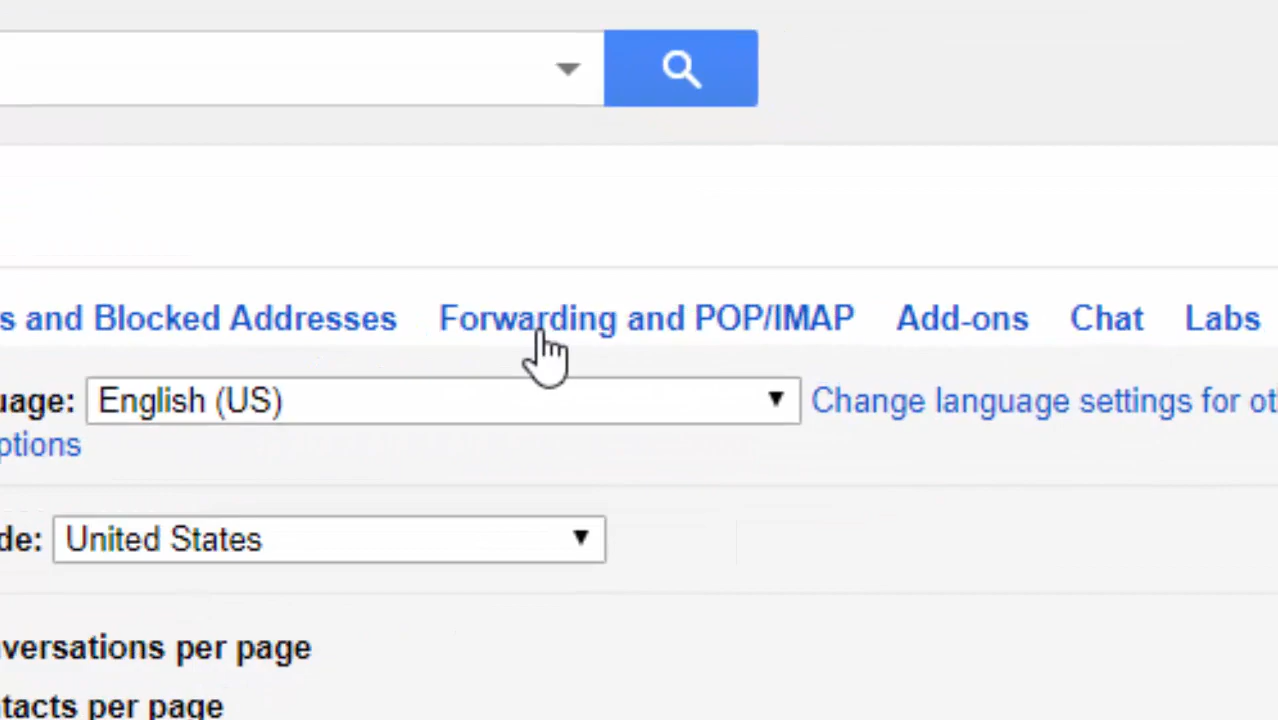 s and Blocked Addresses Forwarding and POP/IMAP Add-ons Chat Labs
uage: English (US) Change language settings for ot
ptions
de: United States
versations per page
tacts per page